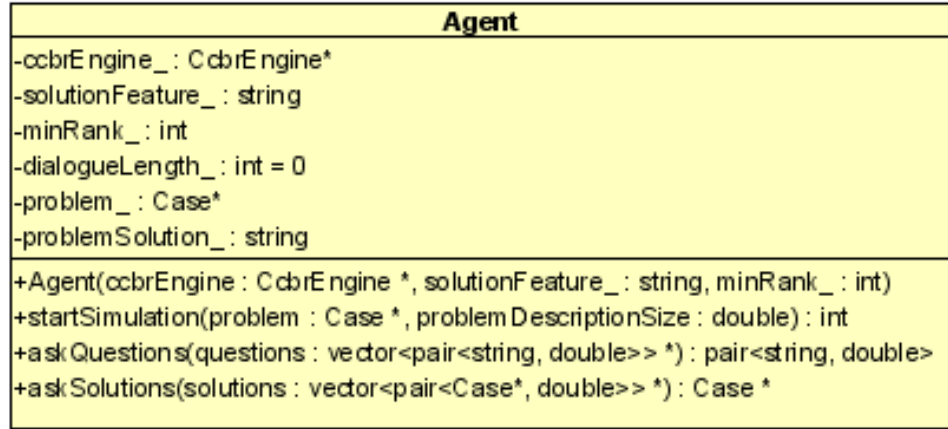 Agent
-ccbrEngine_ : CcbrEngine*
-solutionFeature_ : string
-minRank_ : int
-dialogueLength_ : int = 0
-problem_ : Case*
-problemSolution_ : string
+Agent(ccbrEngine : CcbrEngine *, solutionFeature_ : string, minRank_ : int)
+startSimulation(problem : Case *, problemDescriptionSize : double) : int
+askQuestions(questions : vector<pair<string, double>> *) : pair<string, double>
+askSolutions(solutions : vector<pair<Case*, double>> *) : Case *